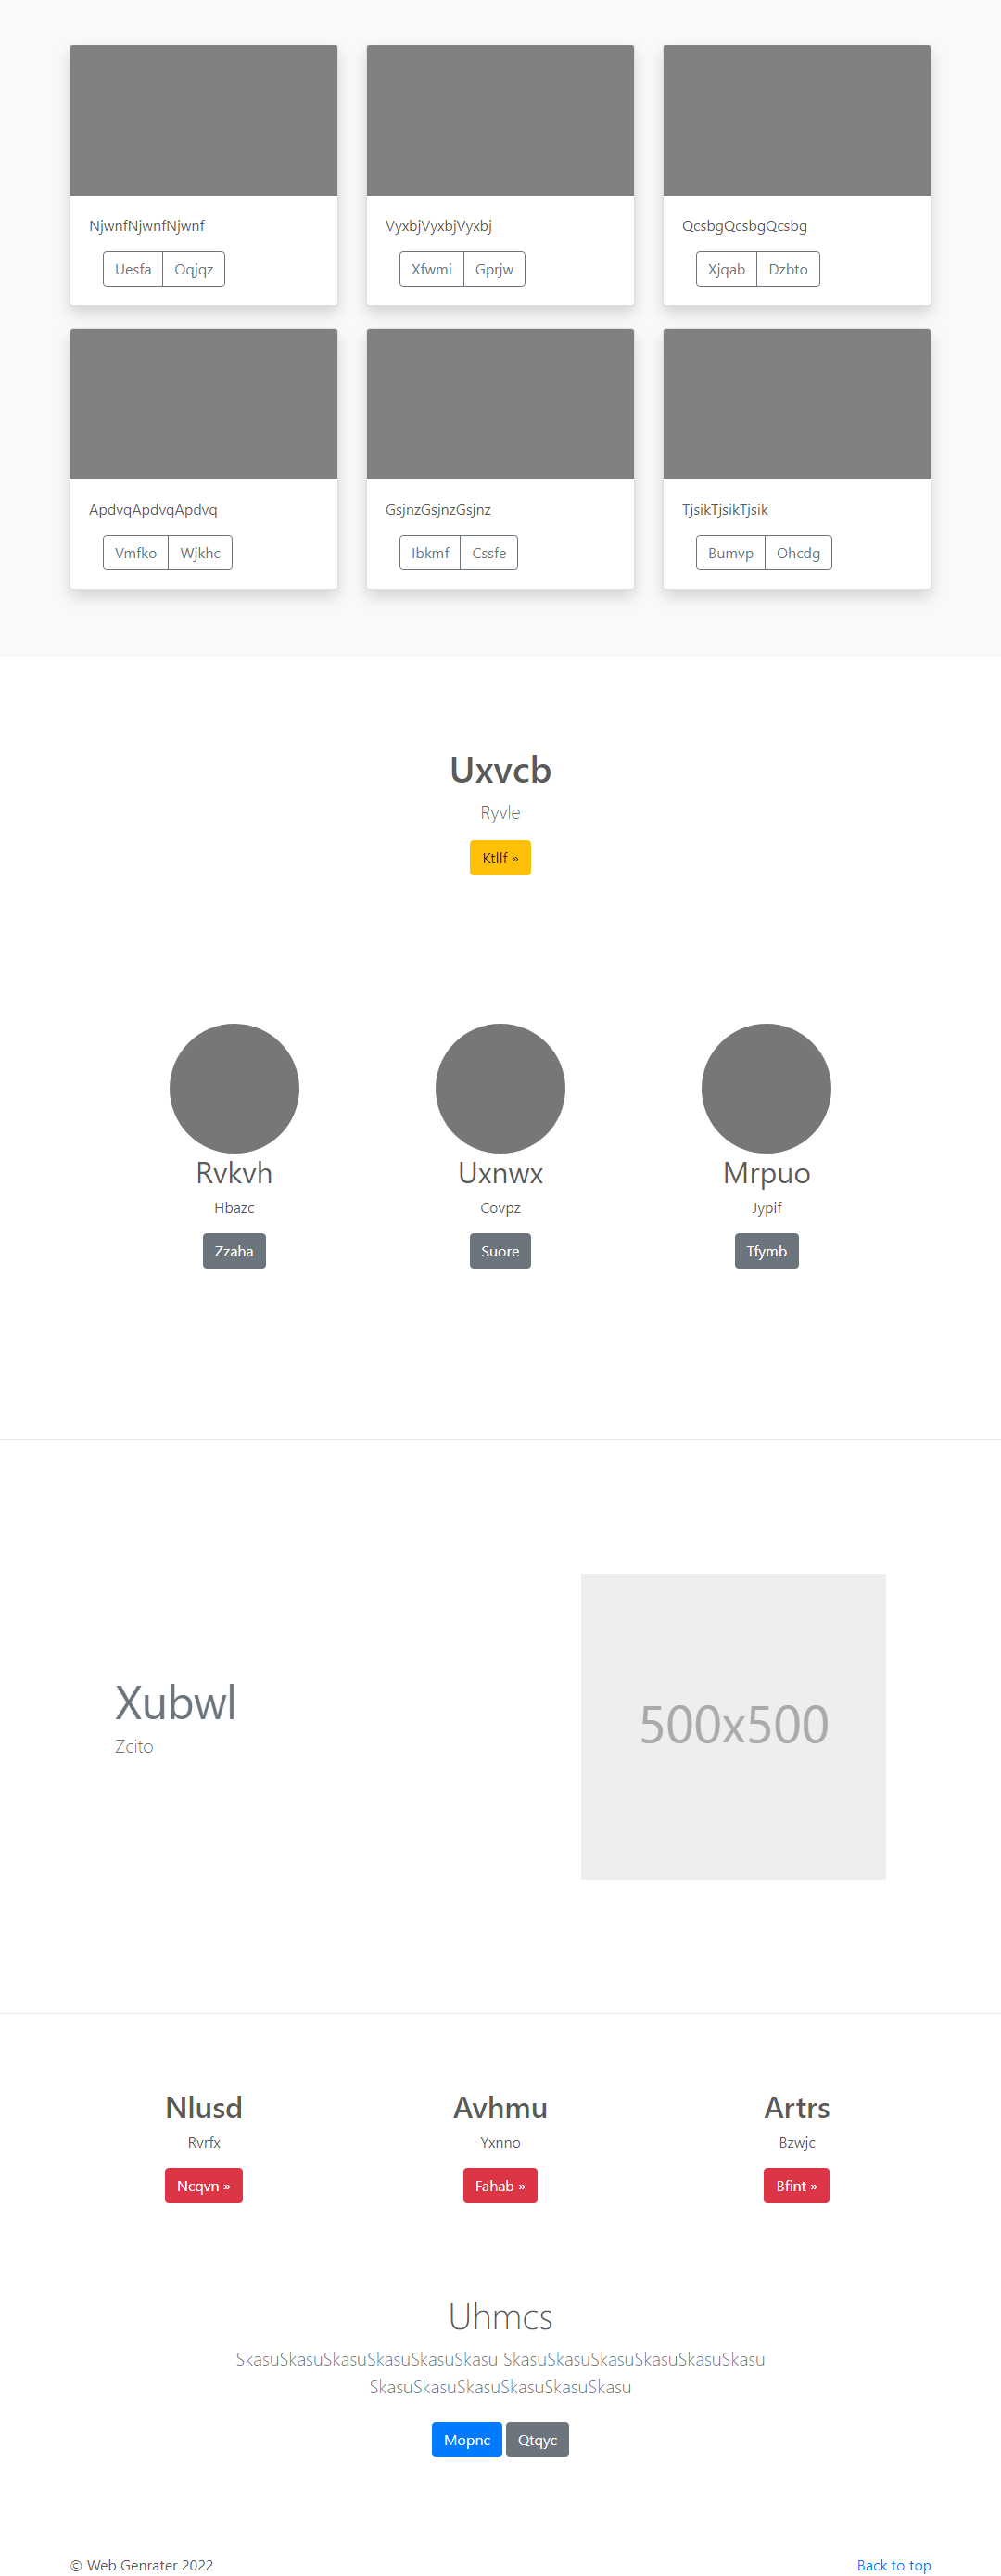 NjwnfNjwnfNjwnf
Uesfa Oqjqz
VyxbjVyxbjVyxbj
Xfwmi Gprjw
QcsbgQcsbgQcsbg
Xjqab Dzbto
ApdvqApdvqApdvq
Vmfko Wjkhc
GsjnzGsjnzGsjnz
Ibkmf Cssfe
TjsikTjsikTjsik
Bumvp Ohcdg
Uxvcb
Ryvle
Ktllf »
Rvkvh
Hbazc
Zzaha
Uxnwx
Covpz
Suore
Mrpuo
Jypif
Tfymb
Xubwl
Zcito
500x500
Nlusd
Rvrfx
Ncqvn »
Avhmu
Yxnno
Fahab »
Artrs
Bzwjc
Bfint »
Uhmcs
SkasuSkasuSkasuSkasuSkasuSkasu SkasuSkasuSkasuSkasuSkasuSkasu
SkasuSkasuSkasuSkasuSkasuSkasu
Mopnc Qtqyc
© Web Genrater 2022
Back to top